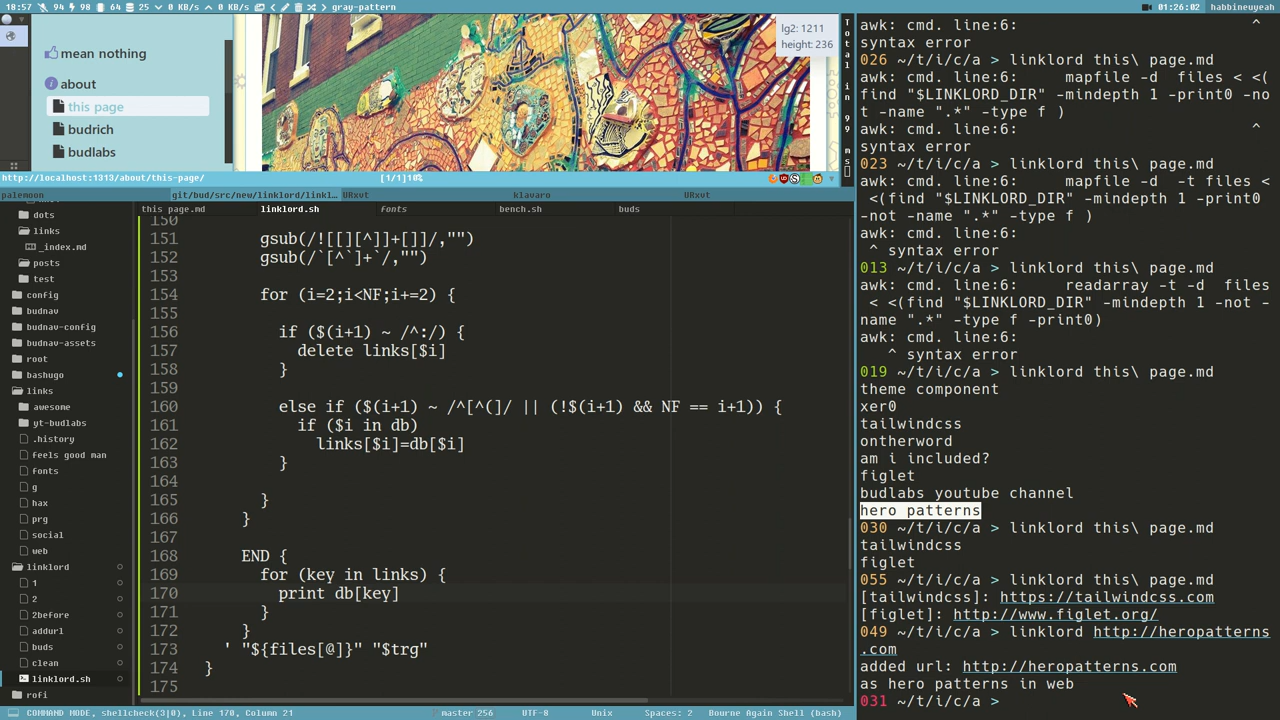 18:57 94 98 64 25 0 KB/s 0 KB/s gray-pattern
01:26:02 habbineuyeah
mean nothing
about
this page
budrich
budlabs
lg2: 1211
height: 236
Total in 99 ms
http://localhost:1313/about/this-page/
[1/1]
palemoon
git/bud/src/new/linklord/linkl...
URxvt
klavaro
URxvt
this page.md
linklord.sh
fonts
bench.sh
buds
dots
links
_index.md
posts
test
config
budnav
budnav-config
budnav-assets
root
bashugo
links
awesome
yt-budlabs
.history
feels good man
fonts
g
hax
prg
social
web
linklord
1
2
2before
addurl
buds
clean
linklord.sh
rofi
150
151 gsub(/![[][^]]+[]]/,"")
152 gsub(/`[^`]+`/,"")
153
154 for (i=2;i<NF;i+=2) {
155
156 if ($(i+1) ~ /^:/) {
157 delete links[$i]
158 }
159
160 else if ($(i+1) ~ /^[^(]/ || (!$(i+1) && NF == i+1)) {
161 if ($i in db)
162 links[$i]=db[$i]
163 }
164
165 }
166 }
167
168 END {
169 for (key in links) {
170 print db[key]
171 }
172 }
173 ' "${files[@]}" "$trg"
174 }
175
COMMAND MODE, shellcheck(3|0), Line 170, Column 21
master 256
UTF-8
Unix
Spaces: 2
Bourne Again Shell (bash)
awk: cmd. line:6: ^
syntax error
026 ~/t/i/c/a > linklord this\ page.md
awk: cmd. line:6: mapfile -d files < <(
find "$LINKLORD_DIR" -mindepth 1 -print0 -no
t -name ".*" -type f )
awk: cmd. line:6: ^
syntax error
023 ~/t/i/c/a > linklord this\ page.md
awk: cmd. line:6: mapfile -d -t files <
<(find "$LINKLORD_DIR" -mindepth 1 -print0
-not -name ".*" -type f )
awk: cmd. line:6:
^ syntax error
013 ~/t/i/c/a > linklord this\ page.md
awk: cmd. line:6: readarray -t -d files
< <(find "$LINKLORD_DIR" -mindepth 1 -not -
name ".*" -type f -print0)
awk: cmd. line:6:
^ syntax error
019 ~/t/i/c/a > linklord this\ page.md
theme component
xer0
tailwindcss
ontherword
am i included?
figlet
budlabs youtube channel
hero patterns
030 ~/t/i/c/a > linklord this\ page.md
tailwindcss
figlet
055 ~/t/i/c/a > linklord this\ page.md
[tailwindcss]: https://tailwindcss.com
[figlet]: http://www.figlet.org/
049 ~/t/i/c/a > linklord http://heropatterns
.com
added url: http://heropatterns.com
as hero patterns in web
031 ~/t/i/c/a >